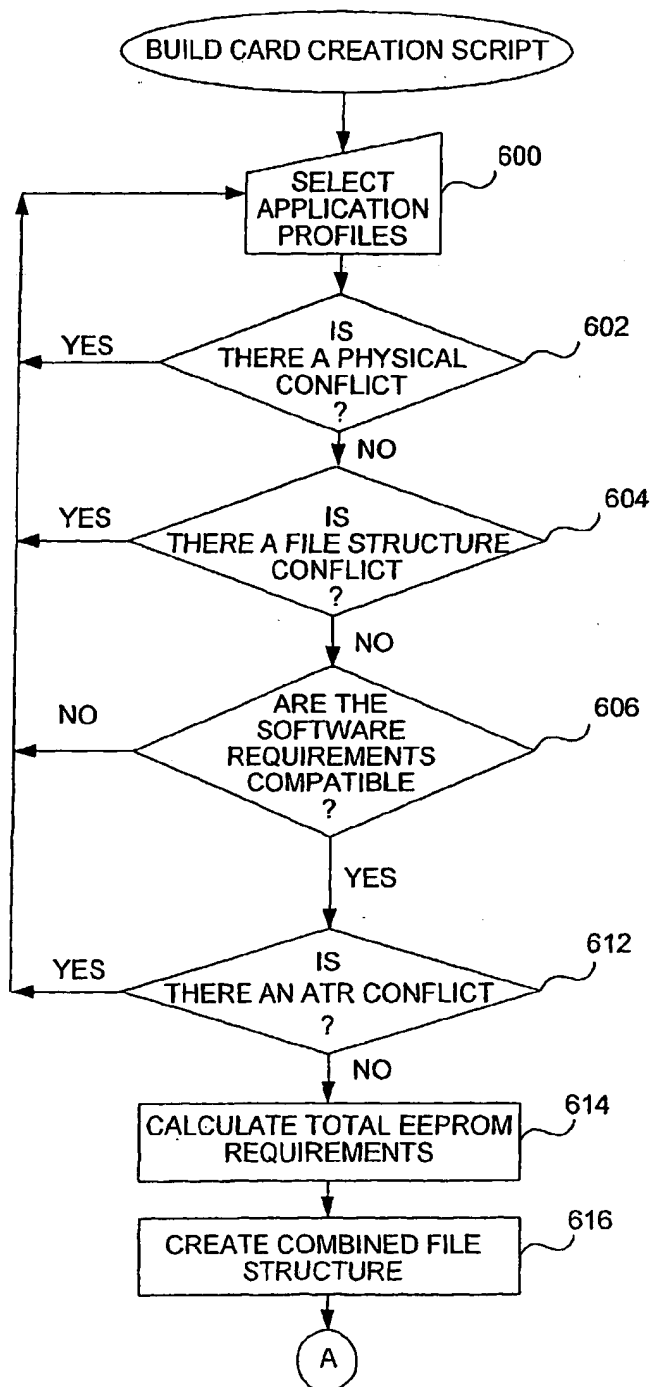 BUILD CARD CREATION SCRIPT
600
SELECT
APPLICATION
PROFILES
602
YES
IS
THERE A PHYSICAL
CONFLICT
?
NO
604
YES
IS
THERE A FILE STRUCTURE
CONFLICT
?
NO
606
NO
ARE THE
SOFTWARE
REQUIREMENTS
COMPATIBLE
?
YES
612
YES
IS
THERE AN ATR CONFLICT
?
NO
614
CALCULATE TOTAL EEPROM
REQUIREMENTS
616
CREATE COMBINED FILE
STRUCTURE
A